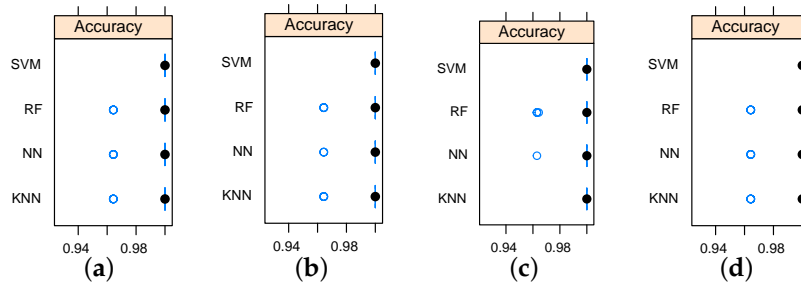 Accuracy
SVM
RF
NN
KNN
0.94 0.98
(a)
Accuracy
SVM
RF
NN
KNN
0.94 0.98
(b)
Accuracy
SVM
RF
NN
KNN
0.94 0.98
(c)
Accuracy
SVM
RF
NN
KNN
0.94 0.98
(d)